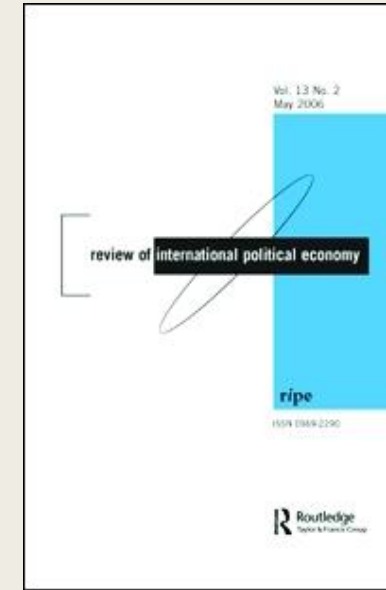 Vol. 13 No. 2
May 2006
review of international political economy
ripe
ISSN 0969-2290
Routledge
Taylor & Francis Group